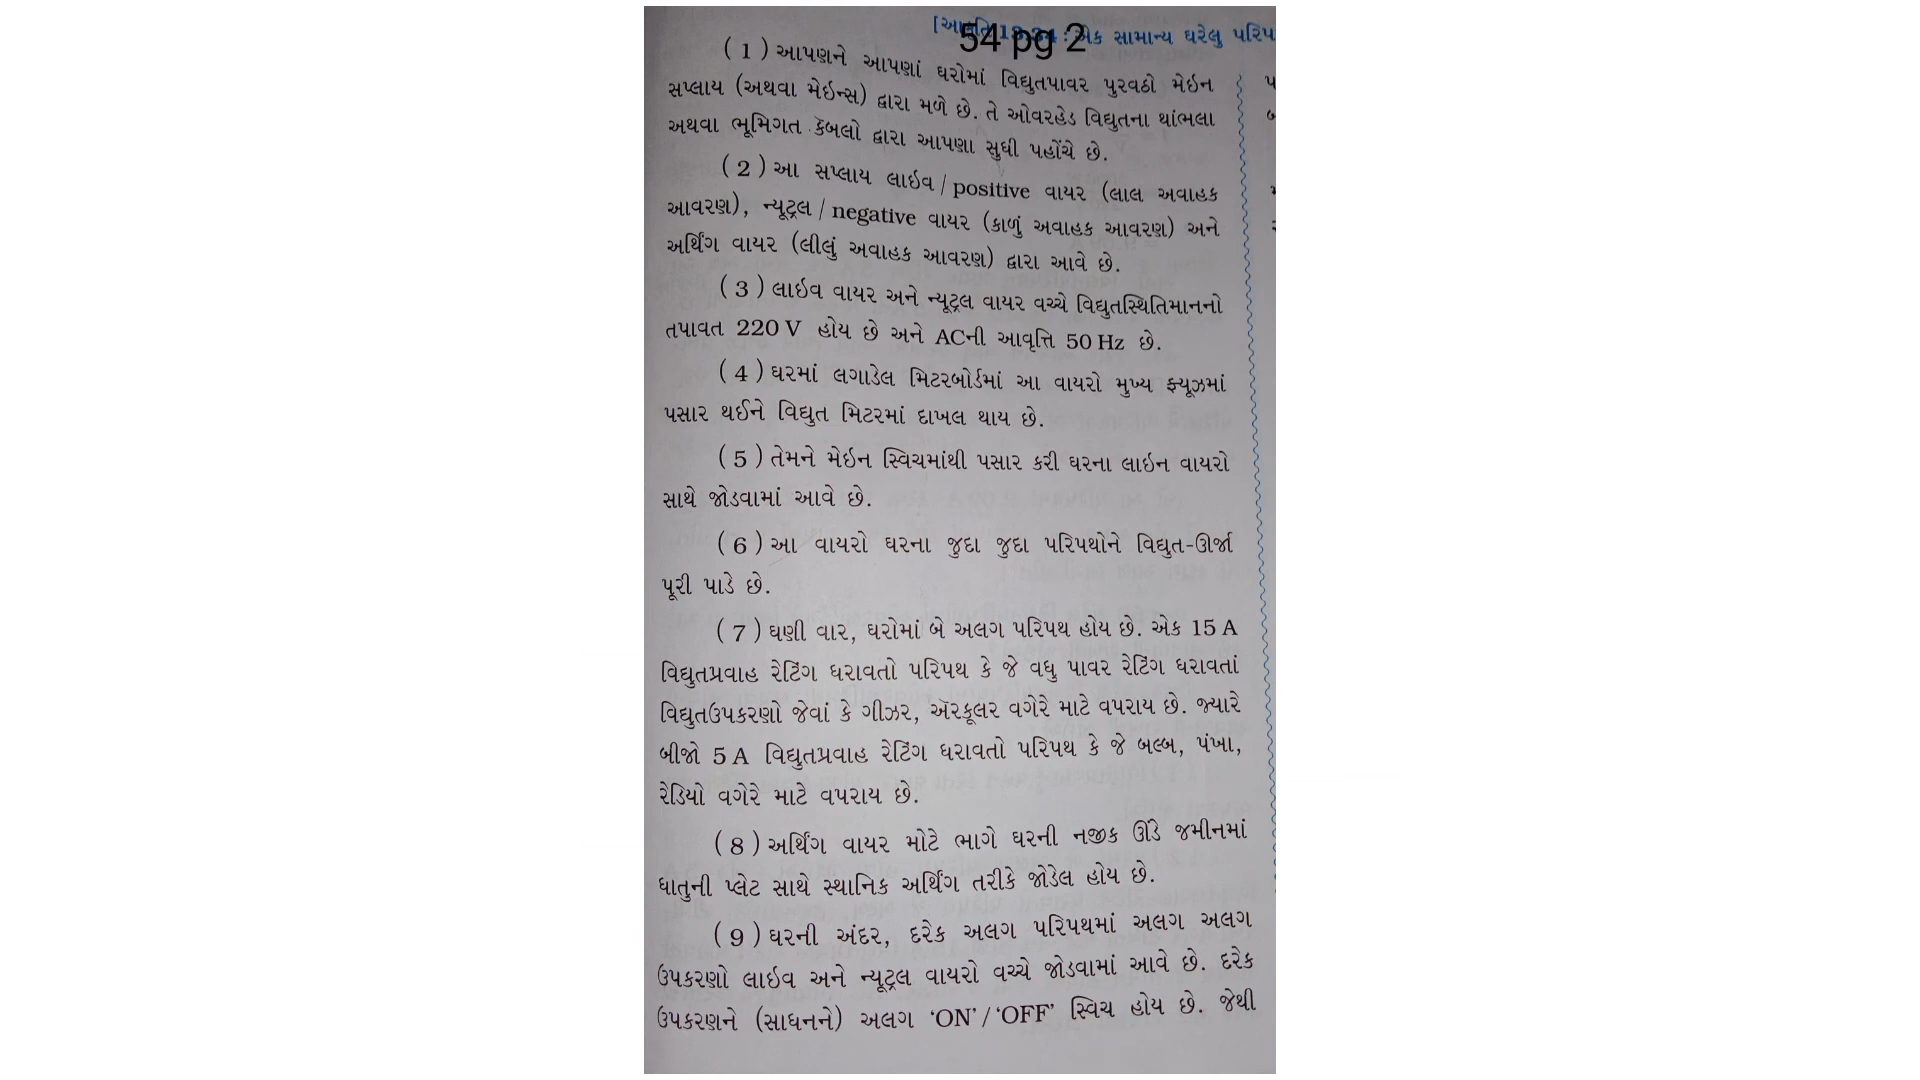 [આકૃતિ 13.34 : એક સામાન્ય ઘરેલુ પરિપ
54 pg 2
( 1 ) આપણને આપણાં ઘરોમાં વિદ્યુતપાવર પુરવઠો મેઇન
સપ્લાય (અથવા મેઇન્સ) દ્વારા મળે છે. તે ઓવરહેડ વિદ્યુતના થાંભલા
અથવા ભૂમિગત કૅબલો દ્વારા આપણા સુધી પહોંચે છે.
( 2 ) આ સપ્લાય લાઇવ / positive વાયર (લાલ અવાહક
આવરણ), ન્યૂટ્રલ / negative વાયર (કાળું અવાહક આવરણ) અને
અર્થિંગ વાયર (લીલું અવાહક આવરણ) દ્વારા આવે છે.
( 3 ) લાઇવ વાયર અને ન્યૂટ્રલ વાયર વચ્ચે વિદ્યુતસ્થિતિમાનનો
તપાવત 220 V હોય છે અને ACની આવૃત્તિ 50 Hz છે.
( 4 ) ઘરમાં લગાડેલ મિટરબોર્ડમાં આ વાયરો મુખ્ય ફ્યૂઝમાં
પસાર થઈને વિદ્યુત મિટરમાં દાખલ થાય છે.
( 5 ) તેમને મેઇન સ્વિચમાંથી પસાર કરી ઘરના લાઇન વાયરો
સાથે જોડવામાં આવે છે.
( 6 ) આ વાયરો ઘરના જુદા જુદા પરિપથોને વિદ્યુત-ઊર્જા
પૂરી પાડે છે.
( 7 ) ઘણી વાર, ઘરોમાં બે અલગ પરિપથ હોય છે. એક 15 A
વિદ્યુતપ્રવાહ રેટિંગ ધરાવતો પરિપથ કે જે વધુ પાવર રેટિંગ ધરાવતાં
વિદ્યુતઉપકરણો જેવાં કે ગીઝર, ઍરકૂલર વગેરે માટે વપરાય છે. જ્યારે
બીજો 5 A વિદ્યુતપ્રવાહ રેટિંગ ધરાવતો પરિપથ કે જે બલ્બ, પંખા,
રેડિયો વગેરે માટે વપરાય છે.
( 8 ) અર્થિંગ વાયર મોટે ભાગે ઘરની નજીક ઊંડે જમીનમાં
ધાતુની પ્લેટ સાથે સ્થાનિક અર્થિંગ તરીકે જોડેલ હોય છે.
( 9 ) ઘરની અંદર, દરેક અલગ પરિપથમાં અલગ અલગ
ઉપકરણો લાઇવ અને ન્યૂટ્રલ વાયરો વચ્ચે જોડવામાં આવે છે. દરેક
ઉપકરણને (સાધનને) અલગ ‘ON’ / ‘OFF’ સ્વિચ હોય છે. જેથી